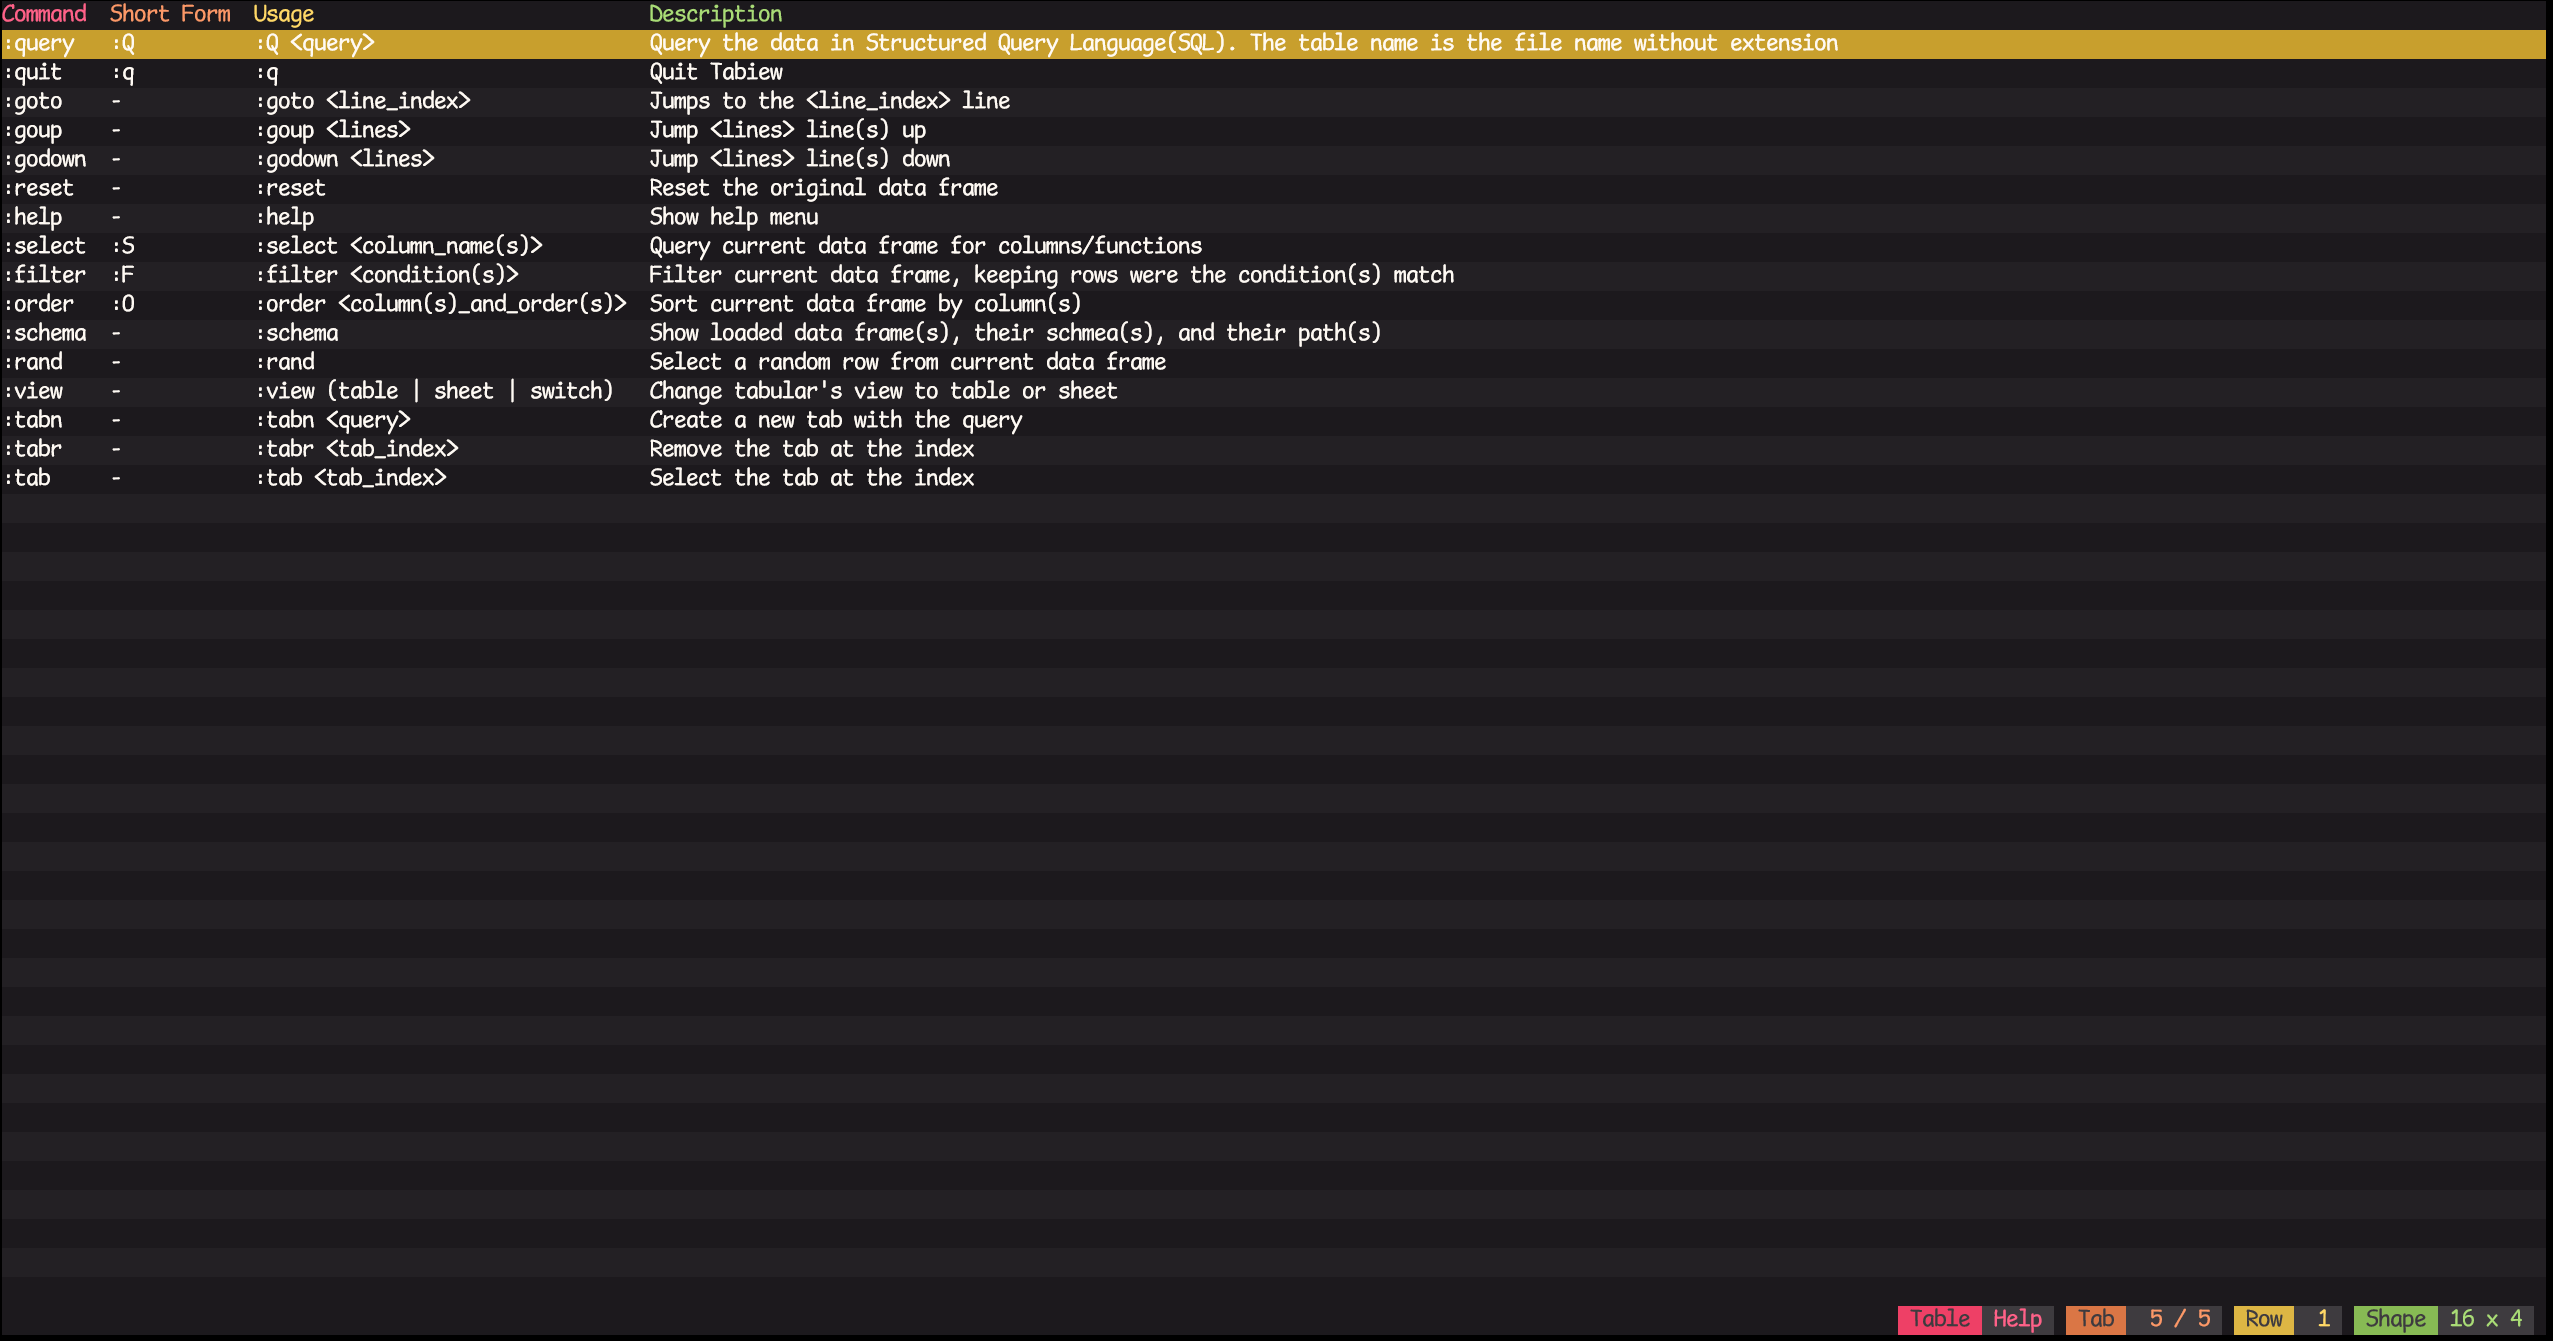 Command Short Form Usage Description
:query :Q :Q <query> Query the data in Structured Query Language(SQL). The table name is the file name without extension
:quit :q :q Quit Tabiew
:goto - :goto <line_index> Jumps to the <line_index> line
:goup - :goup <lines> Jump <lines> line(s) up
:godown - :godown <lines> Jump <lines> line(s) down
:reset - :reset Reset the original data frame
:help - :help Show help menu
:select :S :select <column_name(s)> Query current data frame for columns/functions
:filter :F :filter <condition(s)> Filter current data frame, keeping rows were the condition(s) match
:order :O :order <column(s)_and_order(s)> Sort current data frame by column(s)
:schema - :schema Show loaded data frame(s), their schmea(s), and their path(s)
:rand - :rand Select a random row from current data frame
:view - :view (table | sheet | switch) Change tabular's view to table or sheet
:tabn - :tabn <query> Create a new tab with the query
:tabr - :tabr <tab_index> Remove the tab at the index
:tab - :tab <tab_index> Select the tab at the index
Table Help Tab 5 / 5 Row 1 Shape 16 x 4